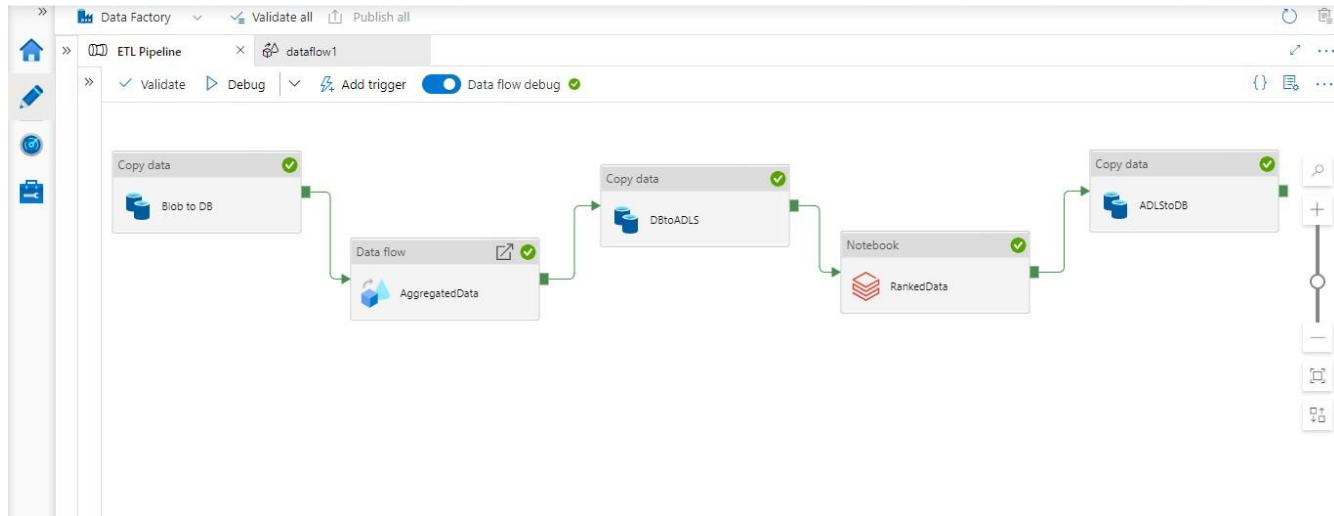 Data Factory Validate all Publish all
ETL Pipeline dataflow1
Validate Debug Add trigger Data flow debug
Copy data
Blob to DB
Data flow
AggregatedData
Copy data
DBtoADLS
Notebook
RankedData
Copy data
ADLStoDB